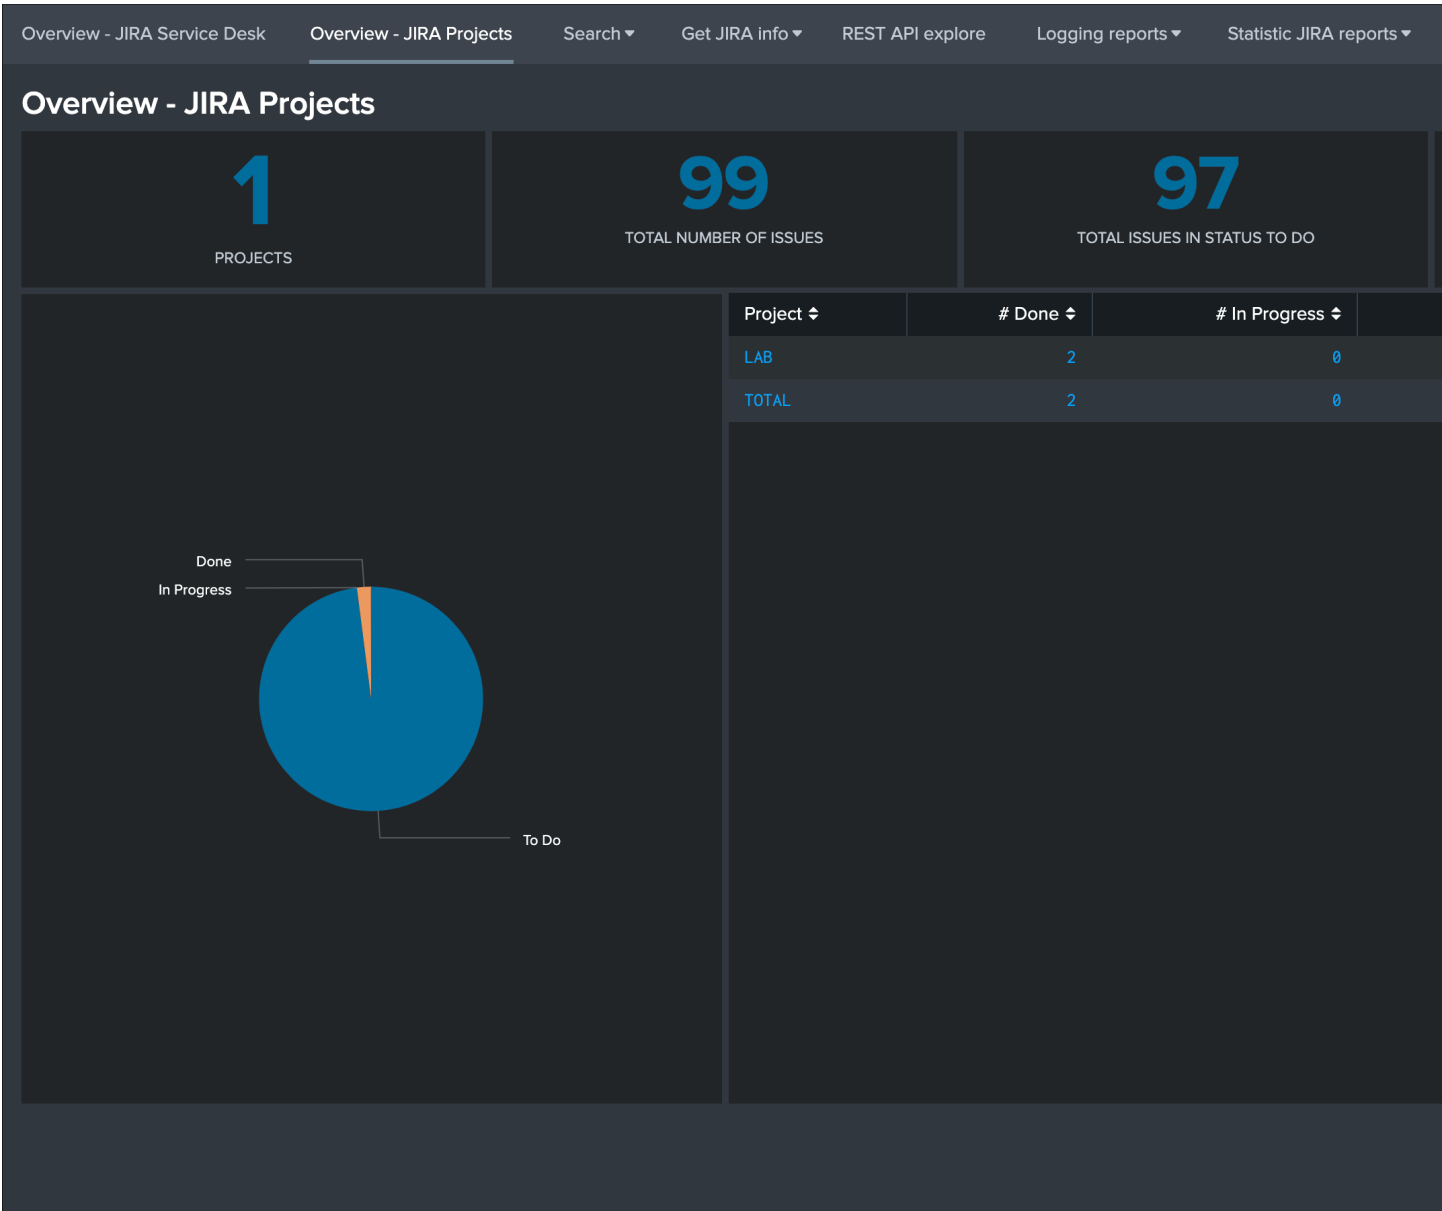 Overview - JIRA Service Desk Overview - JIRA Projects Search Get JIRA info REST API explore Logging reports Statistic JIRA reports
Overview - JIRA Projects
1 99 97
PROJECTS TOTAL NUMBER OF ISSUES TOTAL ISSUES IN STATUS TO DO
Project # Done # In Progress
LAB 2 0
TOTAL 2 0
Done
In Progress
To Do